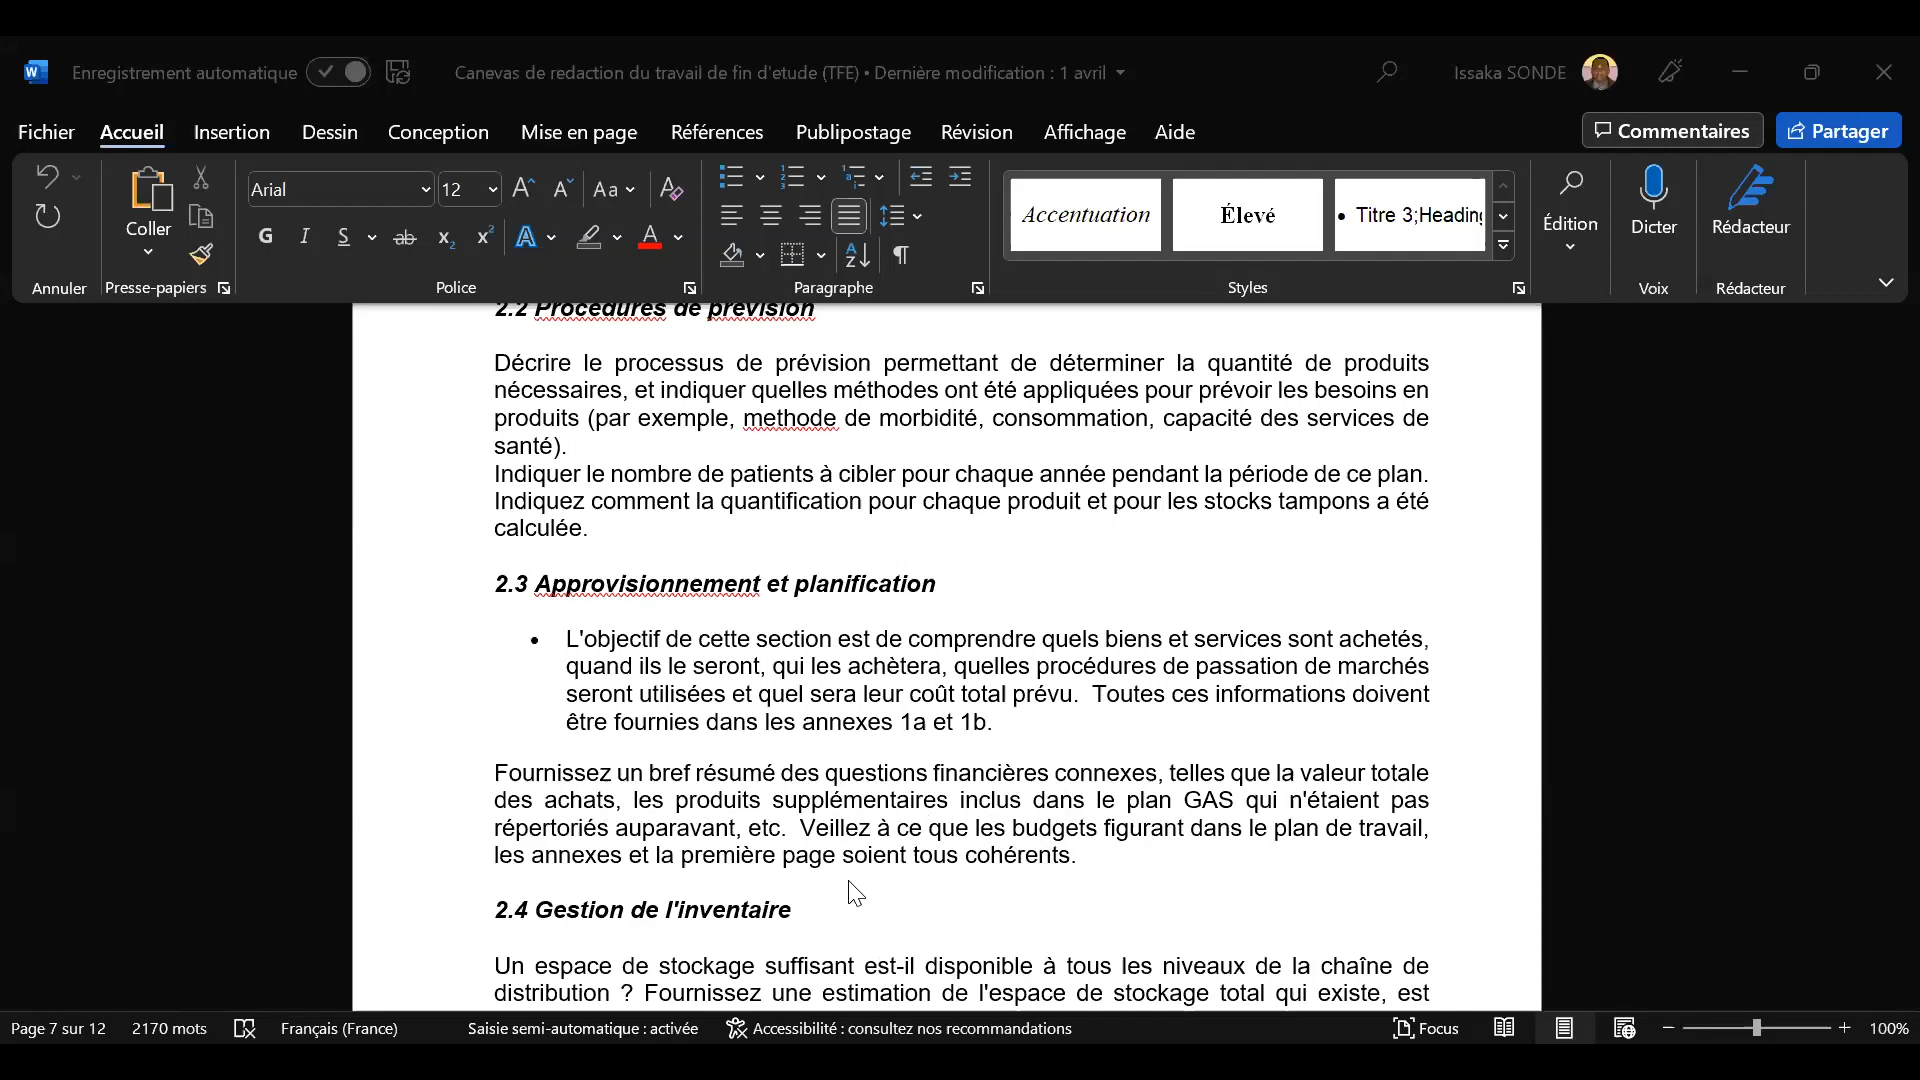 Enregistrement automatique
Canevas de redaction du travail de fin d'etude (TFE) • Dernière modification : 1 avril
Issaka SONDE
Fichier Accueil Insertion Dessin Conception Mise en page Références Publipostage Révision Affichage Aide
Commentaires Partager
Coller
Arial 12
Accentuation Élevé • Titre 3;Heading
Édition Dicter Rédacteur
Annuler Presse-papiers Police Paragraphe Styles Voix Rédacteur
2.2 Procédures de prévision
Décrire le processus de prévision permettant de déterminer la quantité de produits
nécessaires, et indiquer quelles méthodes ont été appliquées pour prévoir les besoins en
produits (par exemple, methode de morbidité, consommation, capacité des services de
santé).
Indiquer le nombre de patients à cibler pour chaque année pendant la période de ce plan.
Indiquez comment la quantification pour chaque produit et pour les stocks tampons a été
calculée.
2.3 Approvisionnement et planification
• L'objectif de cette section est de comprendre quels biens et services sont achetés,
quand ils le seront, qui les achètera, quelles procédures de passation de marchés
seront utilisées et quel sera leur coût total prévu. Toutes ces informations doivent
être fournies dans les annexes 1a et 1b.
Fournissez un bref résumé des questions financières connexes, telles que la valeur totale
des achats, les produits supplémentaires inclus dans le plan GAS qui n'étaient pas
répertoriés auparavant, etc. Veillez à ce que les budgets figurant dans le plan de travail,
les annexes et la première page soient tous cohérents.
2.4 Gestion de l'inventaire
Un espace de stockage suffisant est-il disponible à tous les niveaux de la chaîne de
distribution ? Fournissez une estimation de l'espace de stockage total qui existe, est
Page 7 sur 12 2170 mots Français (France) Saisie semi-automatique : activée Accessibilité : consultez nos recommandations Focus 100%